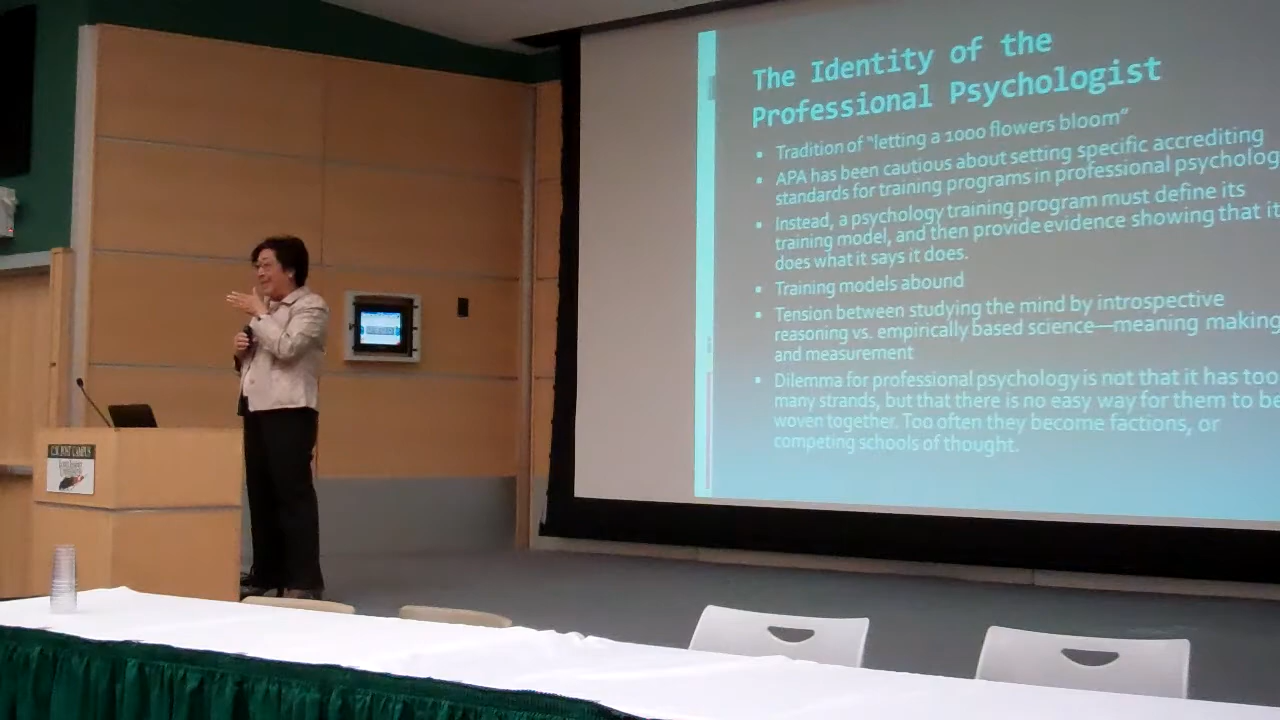 The Identity of the
Professional Psychologist
Tradition of "letting a 1000 flowers bloom"
APA has been cautious about setting specific accrediting
standards for training programs in professional psycholog
Instead, a psychology training program must define its
training model, and then provide evidence showing that it
does what it says it does.
Training models abound
Tension between studying the mind by introspective
reasoning vs. empirically based science—meaning making
and measurement
Dilemma for professional psychology is not that it has too
many strands, but that there is no easy way for them to be
woven together. Too often they become factions, or
competing schools of thought.
C.W. POST CAMPUS